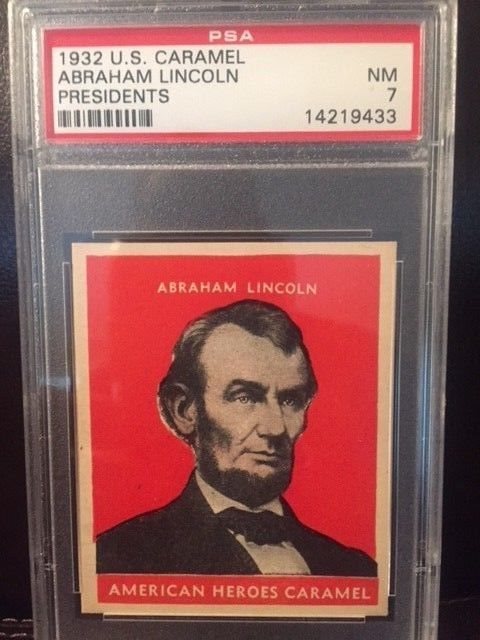 PSA
1932 U.S. CARAMEL
ABRAHAM LINCOLN NM
PRESIDENTS 7
14219433
ABRAHAM LINCOLN
AMERICAN HEROES CARAMEL